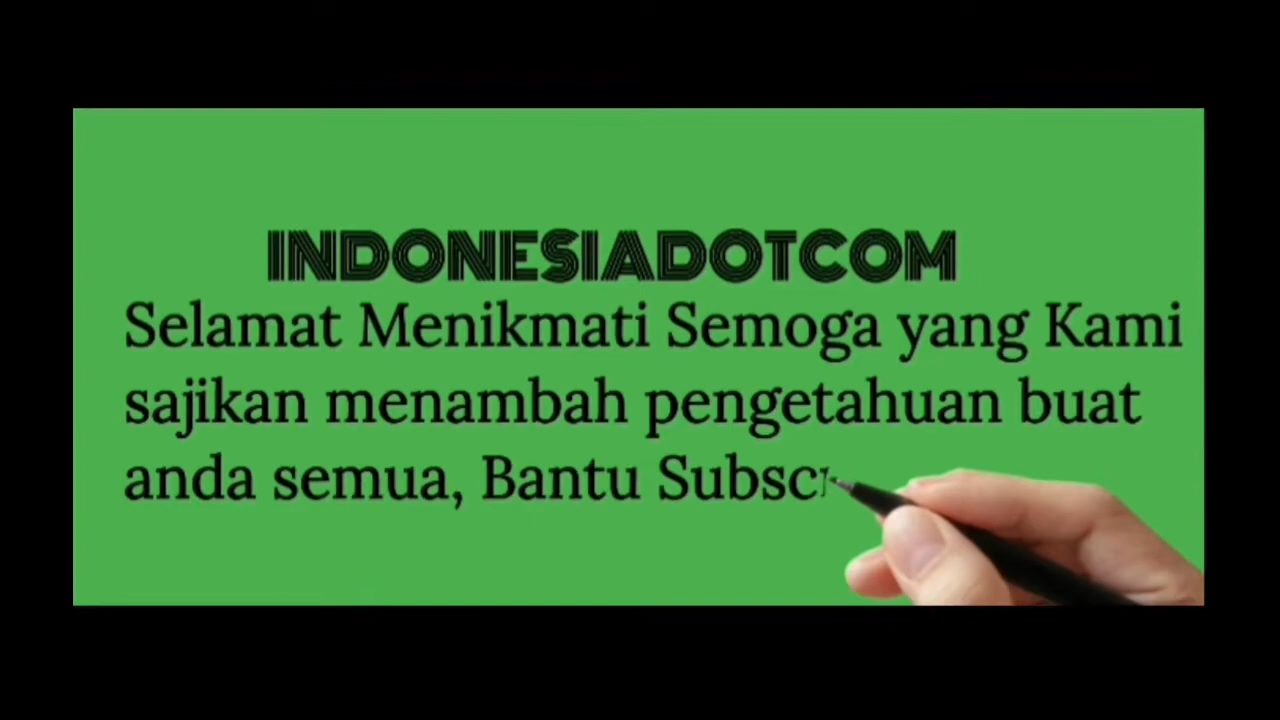 INDONESIADOTCOM
Selamat Menikmati Semoga yang Kami
sajikan menambah pengetahuan buat
anda semua, Bantu Subsc